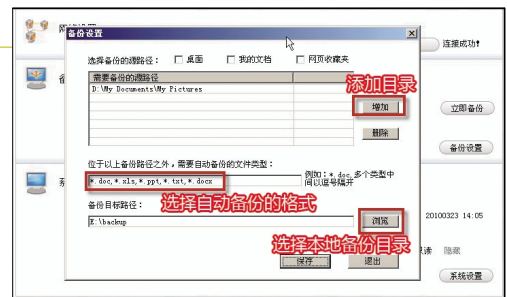 备份设置
选择备份的源路径： 桌面 我的文档 网页收藏夹
连接成功!
需要备份的源路径
D:\My Documents\My Pictures
添加目录
增加
立即备份
删除
备份设置
位于以上备份路径之外，需要自动备份的文件类型：
*.doc,*.xls,*.ppt,*.txt,*.docx
例如：*.doc,多个类型中
间以逗号隔开
选择自动备份的格式
备份目标路径：
E:\backup
浏览
20100323 14:05
选择本地备份目录
保存
退出
隐藏
系统设置